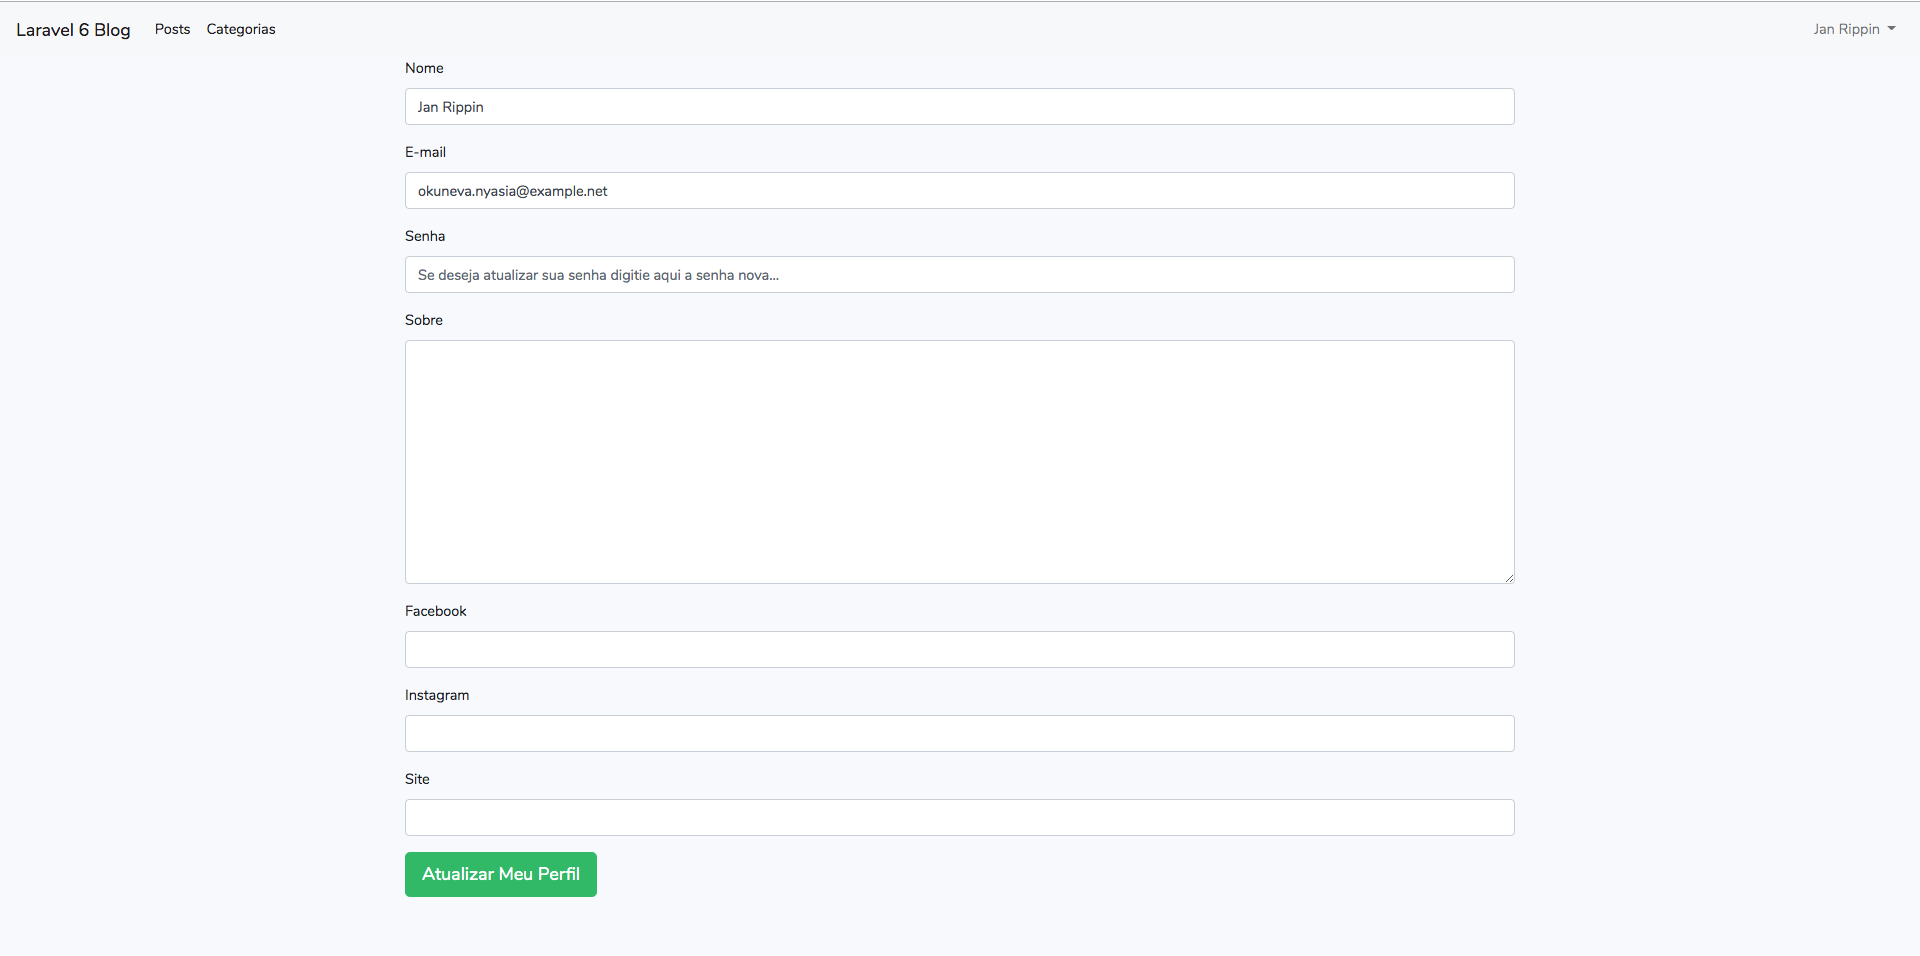 Laravel 6 Blog Posts Categorias Jan Rippin
Nome
Jan Rippin
E-mail
okuneva.nyasia@example.net
Senha
Se deseja atualizar sua senha digitie aqui a senha nova...
Sobre
Facebook
Instagram
Site
Atualizar Meu Perfil